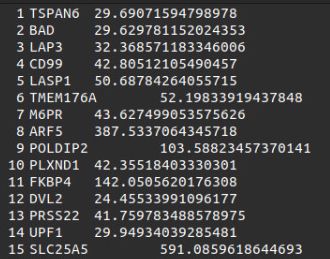 1 TSPAN6 29.69071594798978
2 BAD 29.629781152024353
3 LAP3 32.368571183346006
4 CD99 42.80512105490457
5 LASP1 50.68784264055715
6 TMEM176A 52.19833919437848
7 M6PR 43.627499053575626
8 ARF5 387.5337064345718
9 POLDIP2 103.58823457370141
10 PLXND1 42.35518403330301
11 FKBP4 142.0505620176308
12 DVL2 24.45533991096177
13 PRSS22 41.759783488578975
14 UPF1 29.94934039285481
15 SLC25A5 591.0859618644693